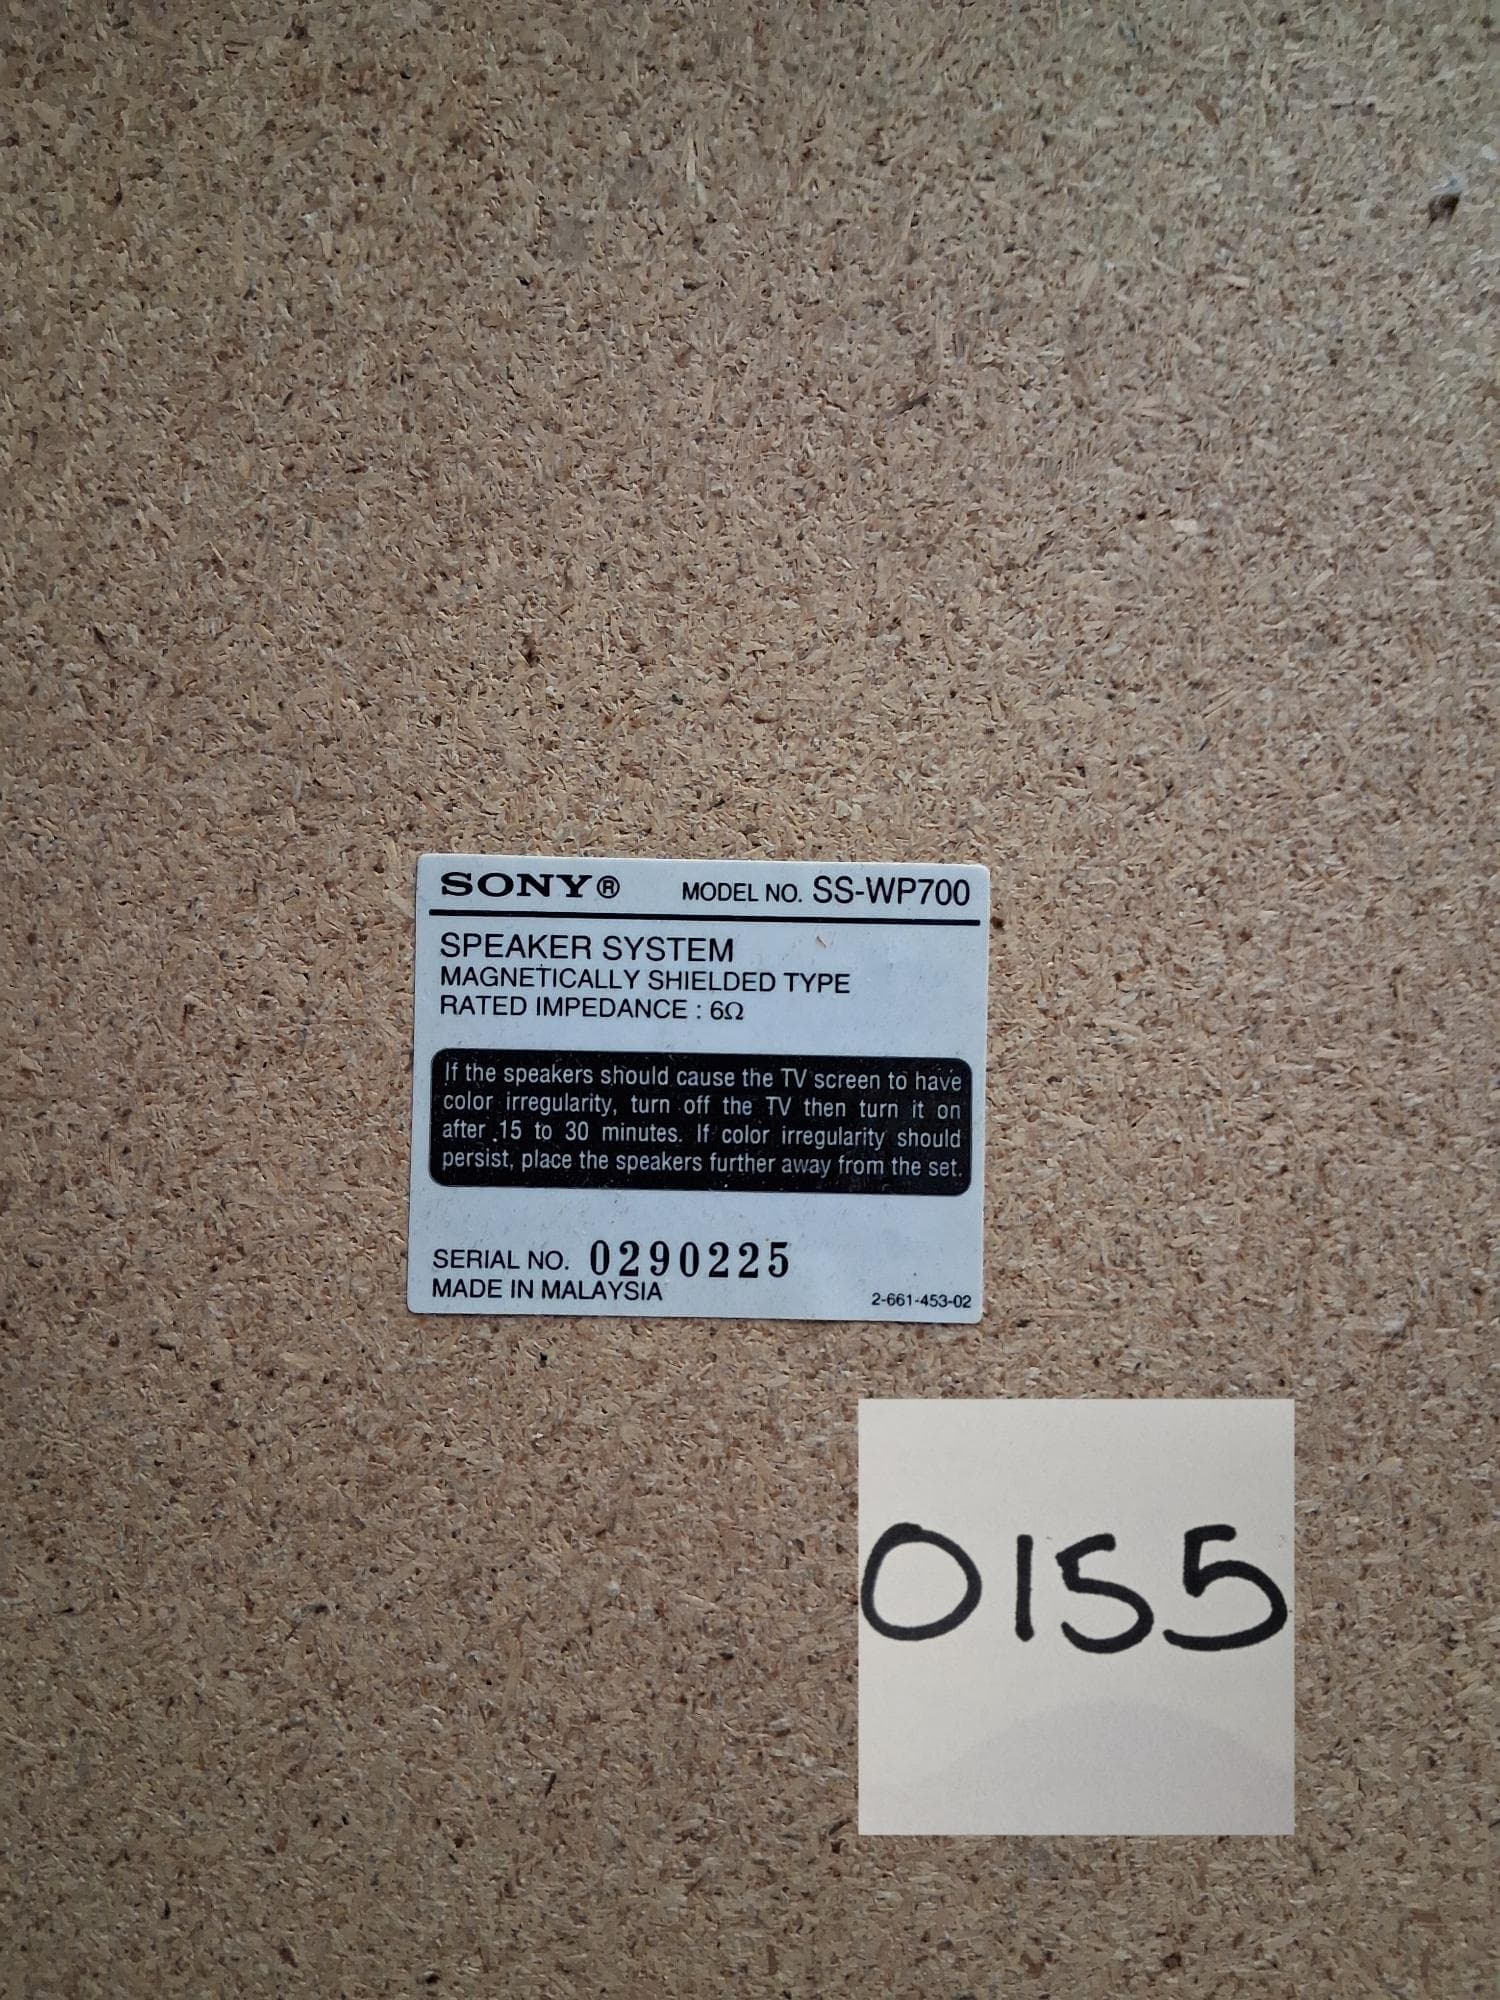 SONY® MODEL NO. SS-WP700
SPEAKER SYSTEM
MAGNETICALLY SHIELDED TYPE
RATED IMPEDANCE : 6Ω
If the speakers should cause the TV screen to have
color irregularity, turn off the TV then turn it on
after 15 to 30 minutes. If color irregularity should
persist, place the speakers further away from the set.
SERIAL NO. 0290225
MADE IN MALAYSIA 2-661-453-02
0155